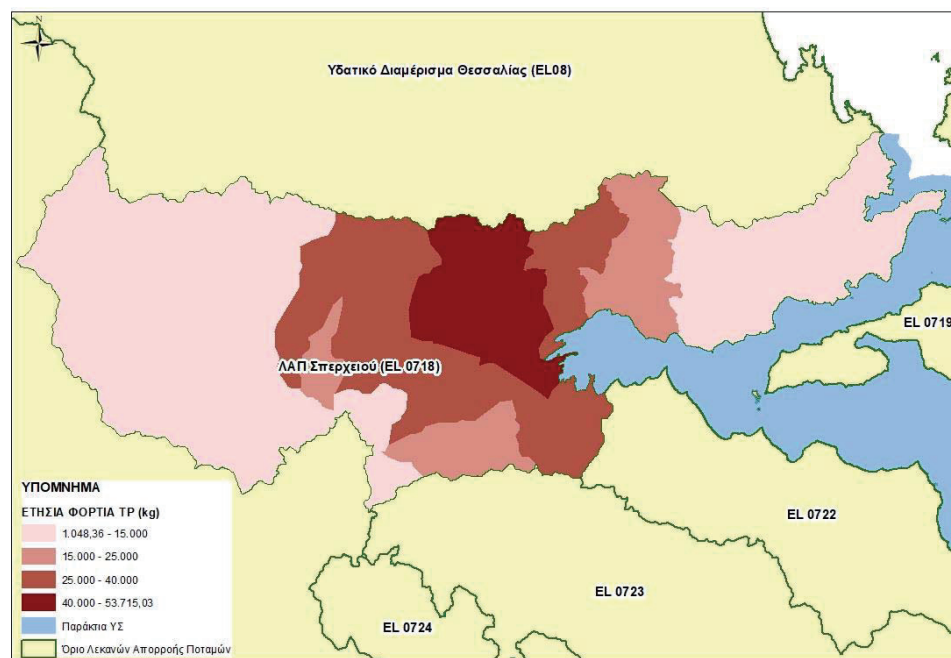 N
Υδατικό Διαμέρισμα Θεσσαλίας (EL08)
EL 0719
ΛΑΠ Σπερχειού (EL 0718)
ΥΠΟΜΝΗΜΑ
ΕΤΗΣΙΑ ΦΟΡΤΙΑ TP (kg)
1.048,36 - 15.000
15.000 - 25.000
25.000 - 40.000
40.000 - 53.715,03
Παράκτια ΥΣ
Όριο Λεκανών Απορροής Ποταμών
EL 0722
EL 0723
EL 0724